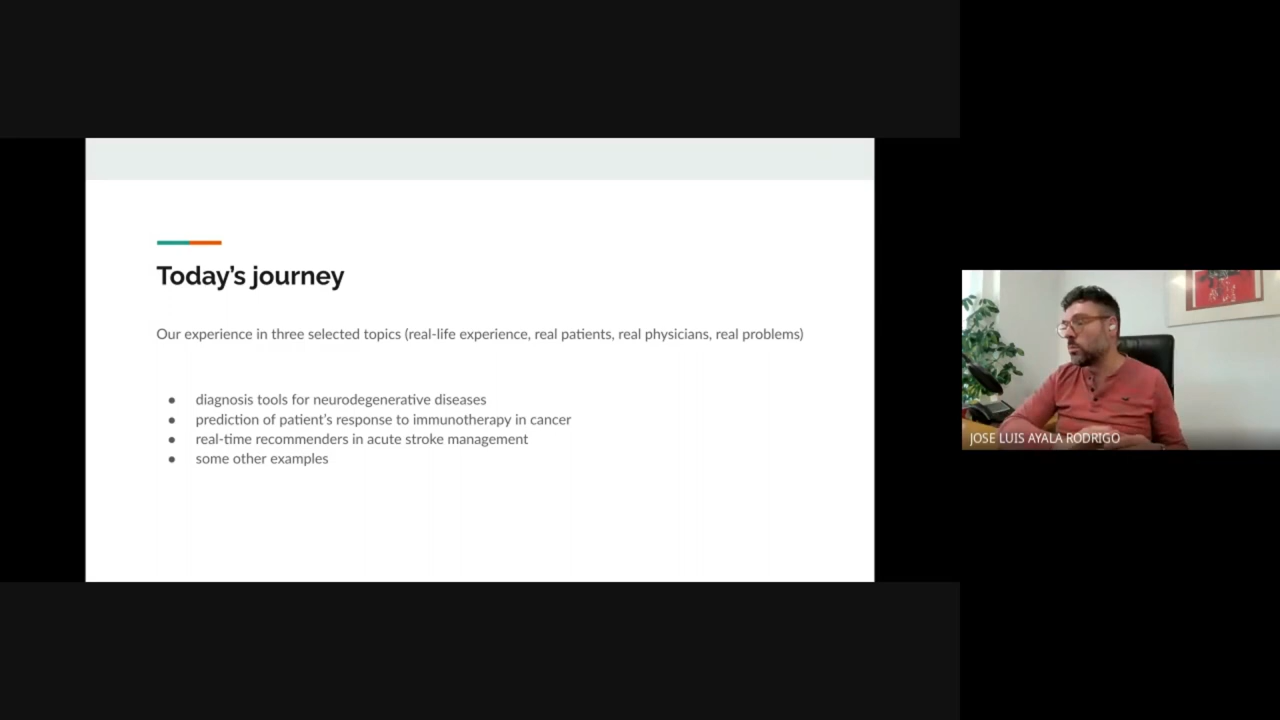 Today's journey
Our experience in three selected topics (real-life experience, real patients, real physicians, real problems)
● diagnosis tools for neurodegenerative diseases
● prediction of patient's response to immunotherapy in cancer
● real-time recommenders in acute stroke management
● some other examples
JOSE LUIS AYALA RODRIGO